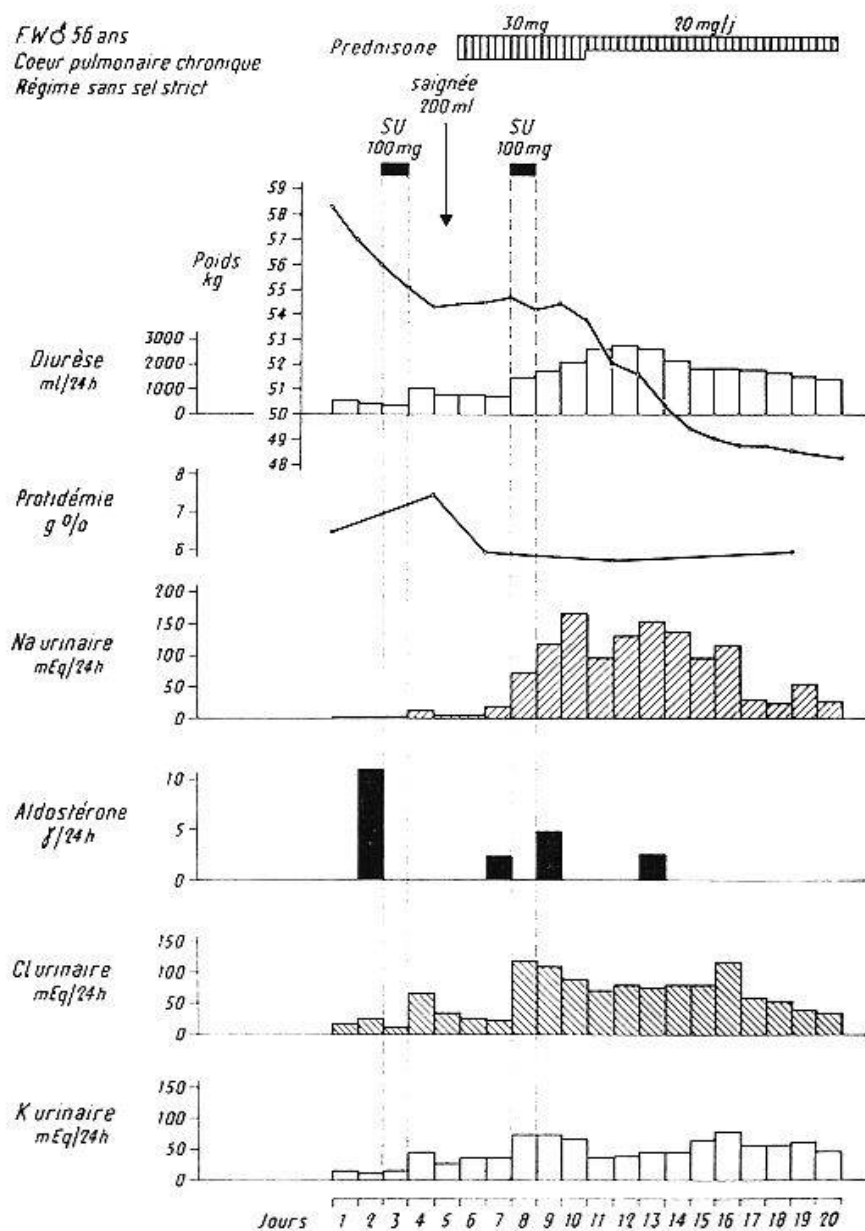 F.W♂ 56 ans
Coeur pulmonaire chronique
Régime sans sel strict
Prednisone
30mg
20 mg/j
saignée
200 ml
SU
100 mg
SU
100 mg
Poids
kg
59
58
57
56
55
54
53
52
51
50
49
48
Diurèse
ml/24h
3000
2000
1000
0
Protidémie
g %
8
7
6
Na urinaire
mEq/24h
200
150
100
50
0
Aldostérone
γ/24h
10
5
0
Cl urinaire
mEq/24h
150
100
50
0
K urinaire
mEq/24h
150
100
50
0
Jours 1 2 3 4 5 6 7 8 9 10 11 12 13 14 15 16 17 18 19 20